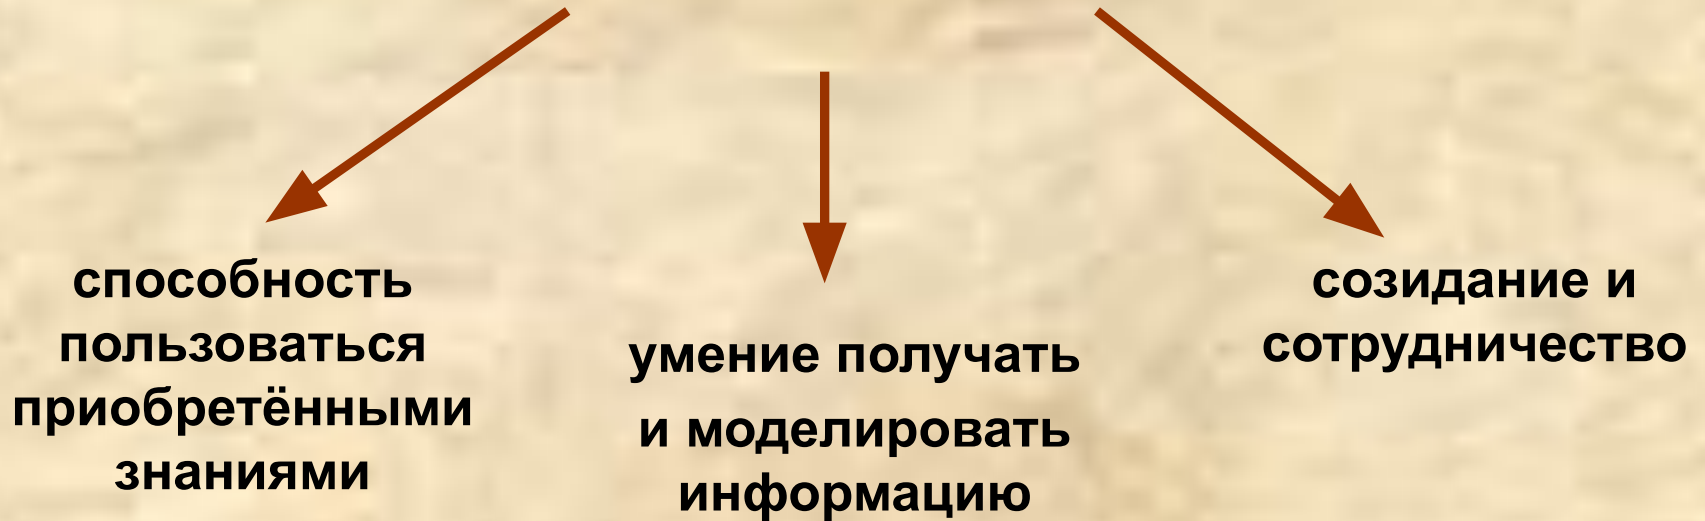 способность
пользоваться
приобретёнными
знаниями
умение получать
и моделировать
информацию
созидание и
сотрудничество